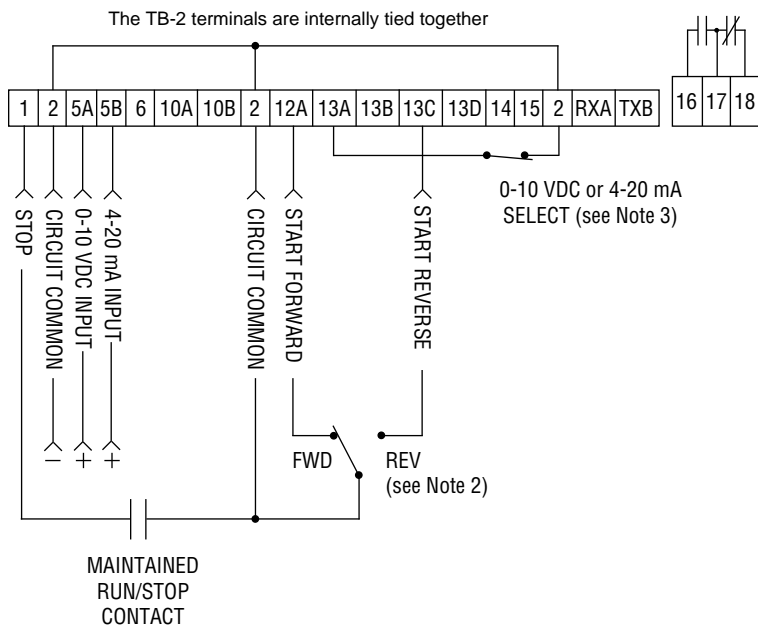 The TB-2 terminals are internally tied together
1 2 5A 5B 6 10A 10B 2 12A 13A 13B 13C 13D 14 15 2 RXA TXB
16 17 18
0-10 VDC or 4-20 mA
SELECT (see Note 3)
STOP
CIRCUIT COMMON
0-10 VDC INPUT
4-20 mA INPUT
CIRCUIT COMMON
START FORWARD
START REVERSE
– + +
FWD
REV
(see Note 2)
MAINTAINED
RUN/STOP
CONTACT